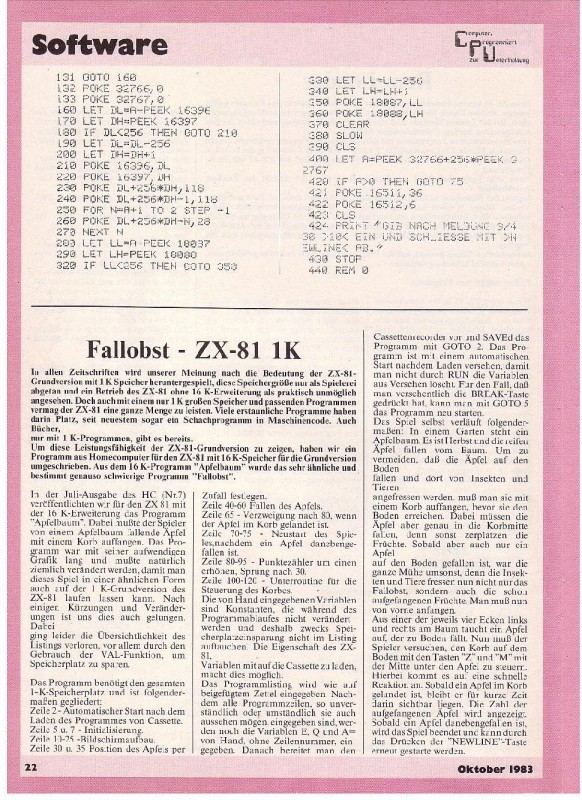 Software
Computer,
Programmiert
zur Unterhaltung
131 GOTO 160
132 POKE 32766,0
133 POKE 32767,0
160 LET DL=A-PEEK 16396
170 LET DH=PEEK 16397
180 IF DL<256 THEN GOTO 210
190 LET DL=DL-256
200 LET DH=DH+1
210 POKE 16396,DL
220 POKE 16397,DH
230 POKE DL+256*DH,118
240 POKE DL+256*DH-1,118
250 FOR N=A+1 TO 2 STEP -1
260 POKE DL+256*DH-N,28
270 NEXT N
280 LET LL=A-PEEK 18087
290 LET LH=PEEK 18088
320 IF LL<256 GOTO 350
330 LET LL=LL-256
340 LET LH=LH+1
350 POKE 18087,LL
360 POKE 18088,LH
370 CLEAR
380 SLOW
390 CLS
400 LET A=PEEK 32766+256*PEEK 3
2767
420 IF A>0 THEN GOTO 75
421 POKE 16511,36
422 POKE 16512,6
423 CLS
424 PRINT "GIB NACH MELDUNG 9/4
30 >10< EIN UND SCHLIESSE MIT >N
EWLINE< AB."
430 STOP
440 REM 0
Fallobst - ZX-81 1K
In allen Zeitschriften wird unserer Meinung nach die Bedeutung der ZX-81-
Grundversion mit 1 K Speicher heruntergespielt, diese Speichergröße nur als Spielerei
abgetan und ein Betrieb des ZX-81 ohne 16 K-Erweiterung als praktisch unmöglich
angesehen. Doch auch mit einem nur 1 K großen Speicher und passenden Programmen
vermag der ZX-81 eine ganze Menge zu leisten. Viele erstaunliche Programme haben
darin Platz, seit neuestem sogar ein Schachprogramm in Maschinencode. Auch
Bücher,
nur mit 1 K-Programmen, gibt es bereits.
Um diese Leistungsfähigkeit der ZX-81-Grundversion zu zeigen, haben wir ein
Programm aus Homecomputer für den ZX-81 mit 16 K-Speicher für die Grundversion
umgeschrieben. Aus dem 16 K-Programm "Apfelbaum" wurde das sehr ähnliche und
bestimmt genauso schwierige Programm "Fallobst".
In der Juli-Ausgabe des HC (Nr.7)
veröffentlichten wir für den ZX 81 mit
der 16 K-Erweiterung das Programm
"Apfelbaum". Dabei mußte der Spieler
von einem Apfelbaum fallende Äpfel
mit einem Korb auffangen. Das Pro-
gramm war mit seiner aufwendigen
Grafik lang und mußte natürlich
ziemlich verändert werden, damit man
dieses Spiel in einer ähnlichen Form
auch auf der 1 K-Grundversion des
ZX-81 laufen lassen kann. Nach
einigen Kürzungen und Veränder-
ungen ist uns dies auch gelungen.
Dabei
ging leider die Übersichtlichkeit des
Listings verloren, vor allem durch den
Gebrauch der VAL-Funktion, um
Speicherplatz zu sparen.
Das Programm benötigt den gesamten
1-K-Speicherplatz und ist folgender-
maßen gegliedert:
Zeile 2 - Automatischer Start nach dem
Laden des Programmes von Cassette.
Zeile 5 u. 7 - Initialisierung.
Zeile 10-25 -Bildschirmaufbau.
Zeile 30 u. 35 Position des Apfels per
Zufall festlegen.
Zeile 40-60 Fallen des Apfels.
Zeile 65 - Verzweigung nach 80, wenn
der Apfel im Korb gelandet ist.
Zeile 70-75 - Neustart des Spie-
les,nachdem ein Apfel danebenge-
fallen ist.
Zeile 80-95 - Punktezähler um einen
erhöhen, Sprung nach 30.
Zeile 100-120 - Unterroutine für die
Steuerung des Korbes.
Die von Hand eingegebenen Variablen
sind Konstanten, die während des
Programmablaufes nicht verändert
werden und deshalb zwecks Spei-
cherplatzeinsparung nicht im Listing
auftauchen. Die Eigenschaft des ZX-
81,
Variablen mit auf die Cassette zu laden,
macht dies möglich.
Das Programmlisting wird wie auf
beigefügtem Zettel eingegeben. Nach-
dem alle Programmzeilen, so unver-
ständlich oder umständlich sie auch
aussehen mögen eingegeben sind, wer-
den noch die Variablen E, Q und A=
von Hand, ohne Zeilennummer, ein-
gegeben. Danach bereitet man den
Cassettenrecorder vor und SAVEd das
Programm mit GOTO 2. Das Pro-
gramm ist mit einem automatischen
Start nach dem Laden versehen, damit
man nicht durch RUN die Variablen
aus Versehen löscht. Für den Fall, daß
man versehentlich die BREAK-Taste
gedrückt hat, kann man mit GOTO 5
das Programm neu starten.
Das Spiel selbst verläuft folgender-
maßen: In einem Garten steht ein
Apfelbaum. Es ist Herbst und die reifen
Äpfel fallen vom Baum. Um zu
vermeiden, daß die Äpfel auf den
Boden
fallen und dort von Insekten und
Tieren
angefressen werden, muß man sie mit
einem Korb auffangen, bevor sie den
Boden erreichen. Dabei müssen die
Äpfel aber genau in die Korbmitte
fallen, denn sonst zerplatzen die
Früchte. Sobald aber auch nur ein
Apfel
auf den Boden gefallen ist, war die
ganze Mühe umsonst, denn die Insek-
ten und Tiere fressen nun nicht nur das
Fallobst, sondern auch die schon
aufgefangenen Früchte. Man muß nun
von vorne anfangen.
Aus einer der jeweils vier Ecken links
und rechts am Baum taucht ein Apfel
auf, der zu Boden fällt. Nun muß der
Spieler versuchen, den Korb auf dem
Boden mit den Tasten "Z" und "M" mit
der Mitte unter den Apfel zu steuern.
Hierbei kommt es auf eine schnelle
Reaktion an. Sobald ein Apfel im Korb
gelandet ist, bleibt er für kurze Zeit
darin sichtbar liegen. Die Zahl der
aufgefangenen Äpfel wird angezeigt.
Sobald ein Apfel danebengefallen ist,
wird das Spiel beendet und kann durch
das Drücken der "NEWLINE"-Taste
erneut gestartet werden.
22
Oktober 1983